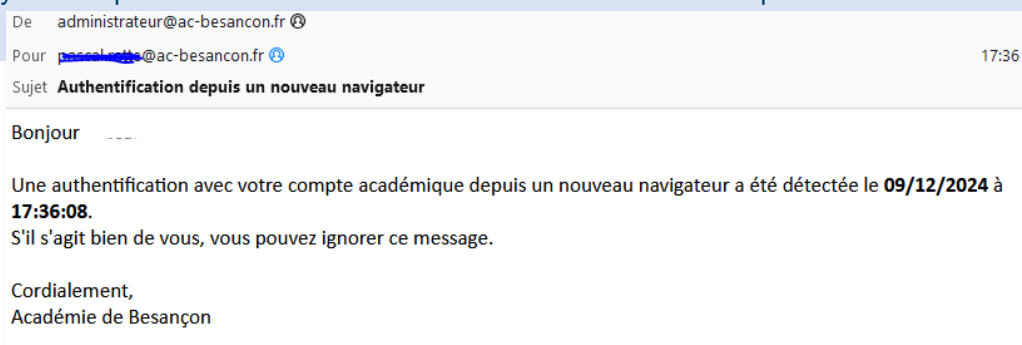 De administrateur@ac-besancon.fr
Pour @ac-besancon.fr
17:36
Sujet Authentification depuis un nouveau navigateur
Bonjour
Une authentification avec votre compte académique depuis un nouveau navigateur a été détectée le 09/12/2024 à
17:36:08.
S'il s'agit bien de vous, vous pouvez ignorer ce message.
Cordialement,
Académie de Besançon